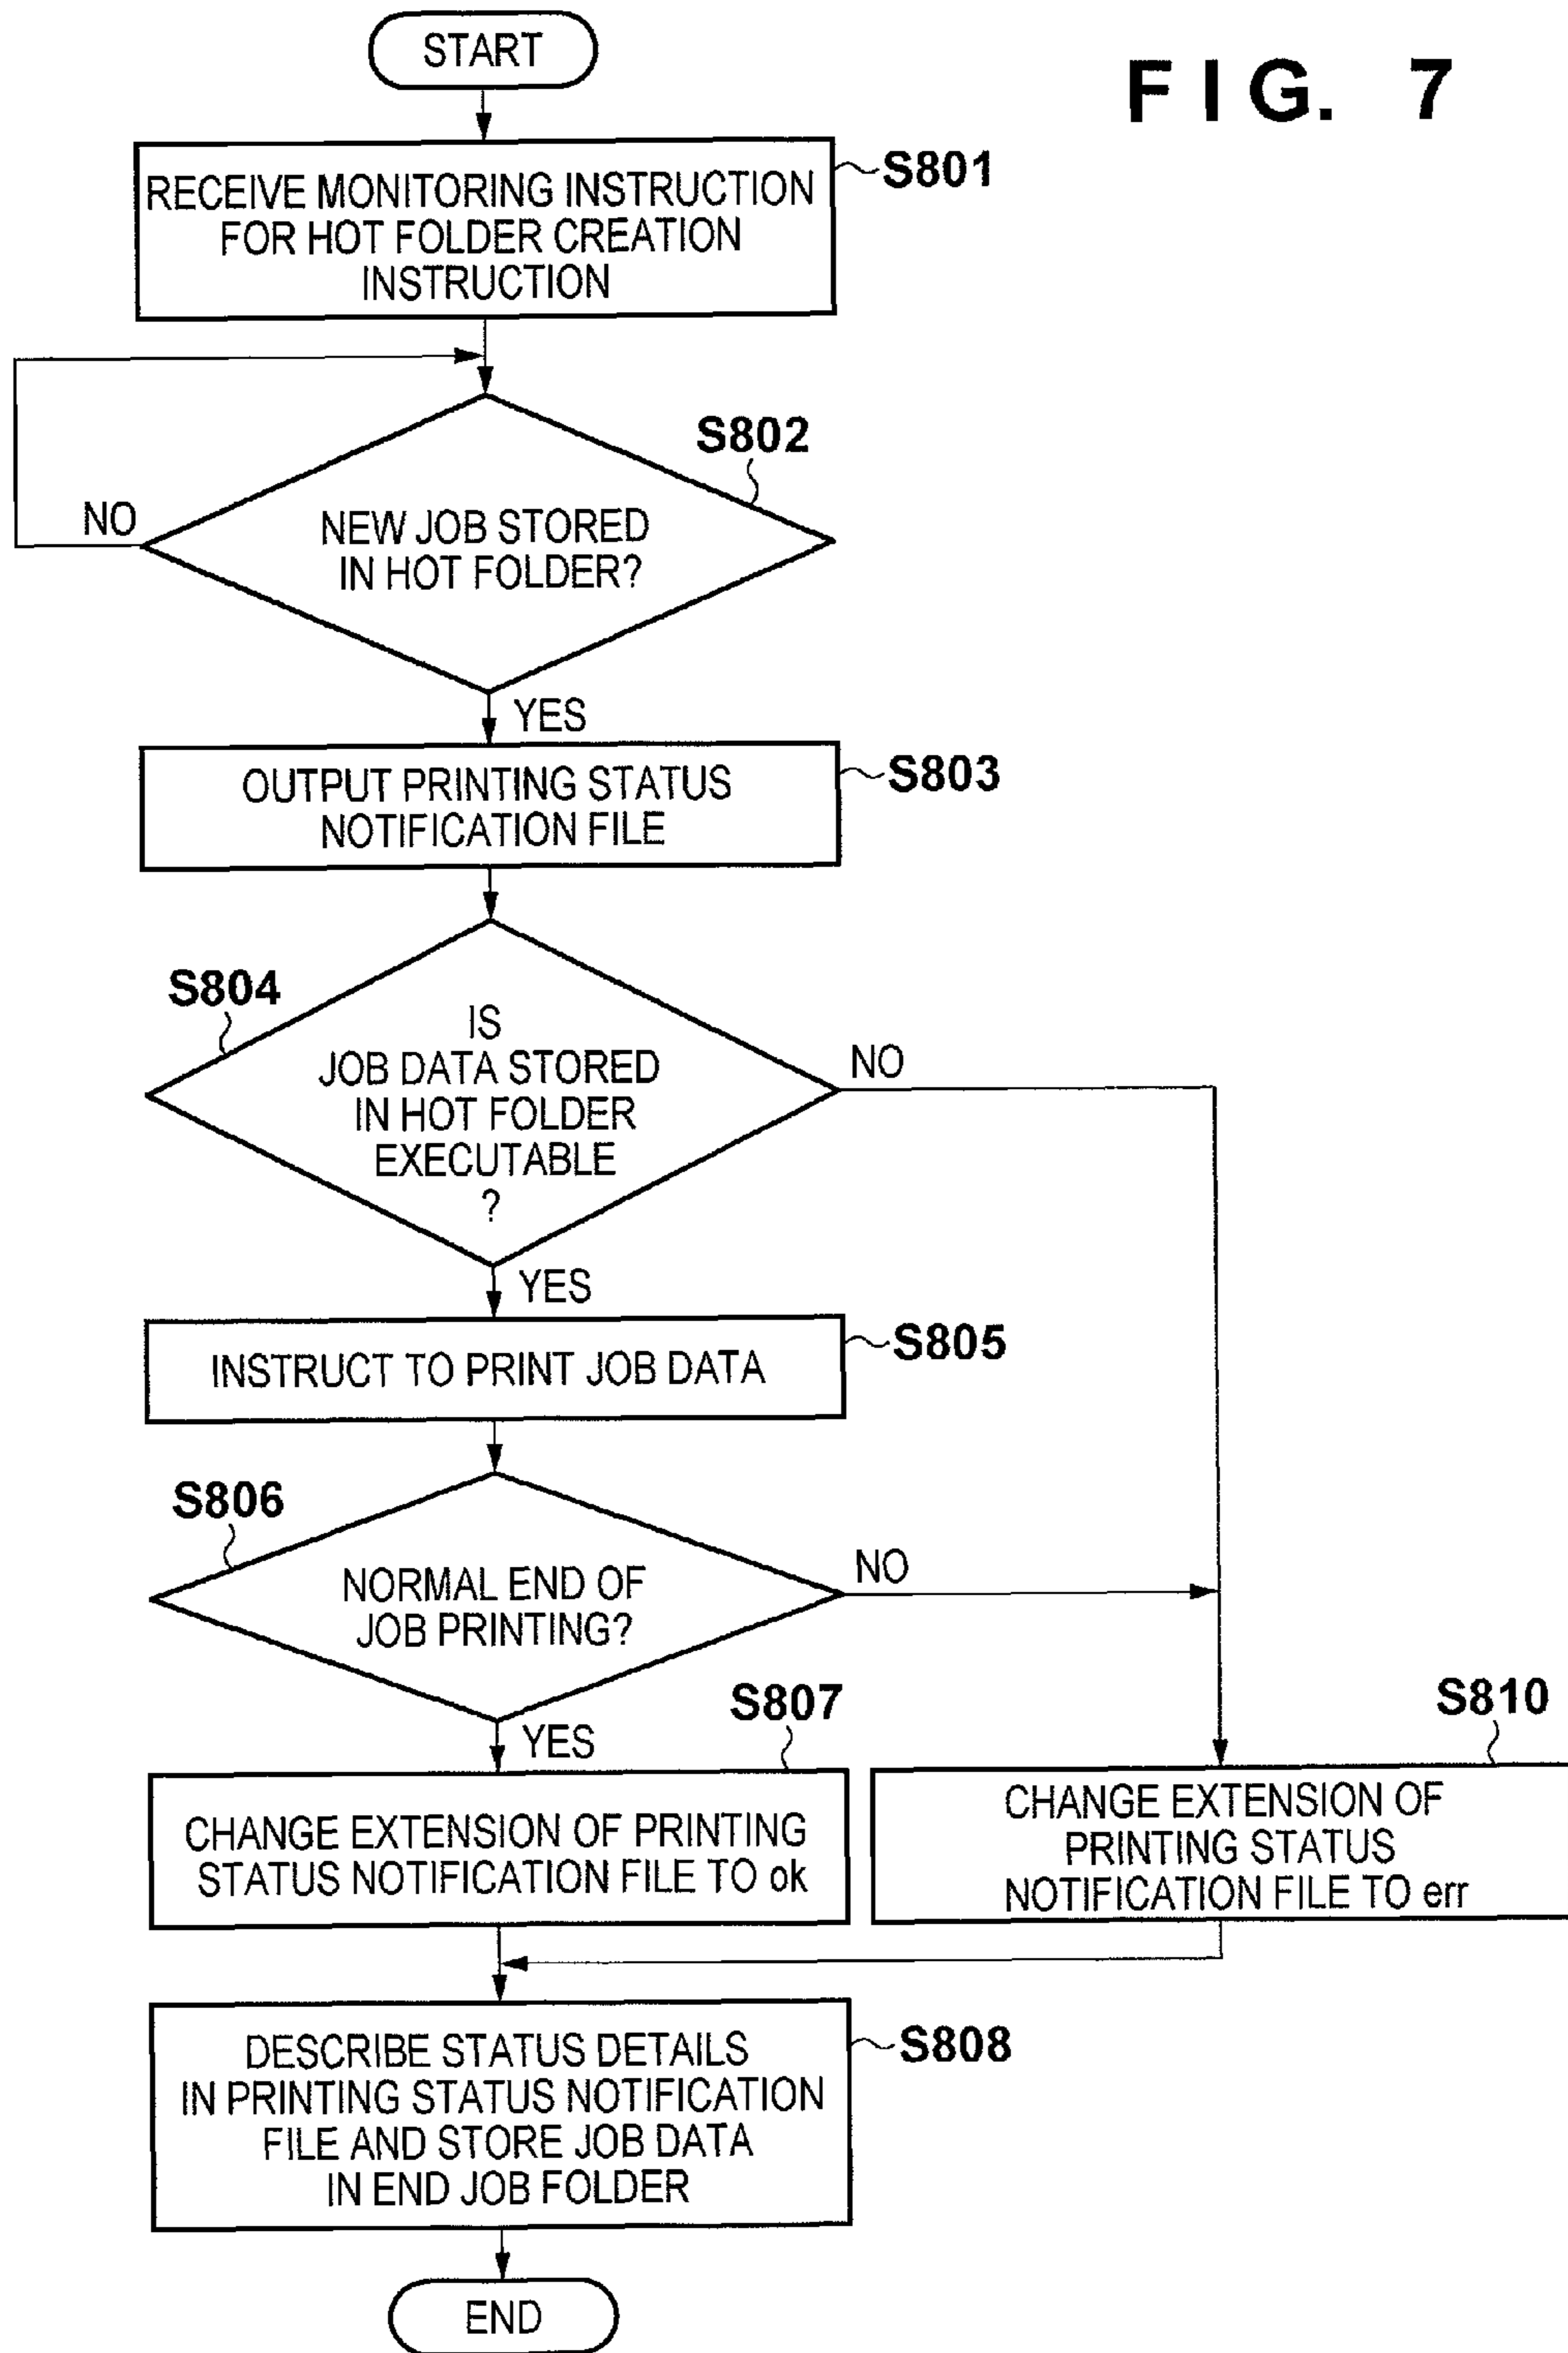 START
FIG. 7
S801
RECEIVE MONITORING INSTRUCTION
FOR HOT FOLDER CREATION
INSTRUCTION
S802
NO
NEW JOB STORED
IN HOT FOLDER?
YES
S803
OUTPUT PRINTING STATUS
NOTIFICATION FILE
S804
IS
JOB DATA STORED
IN HOT FOLDER
EXECUTABLE
?
NO
YES
S805
INSTRUCT TO PRINT JOB DATA
S806
NORMAL END OF
JOB PRINTING?
NO
YES
S807
CHANGE EXTENSION OF PRINTING
STATUS NOTIFICATION FILE TO ok
S810
CHANGE EXTENSION OF
PRINTING STATUS
NOTIFICATION FILE TO err
S808
DESCRIBE STATUS DETAILS
IN PRINTING STATUS NOTIFICATION
FILE AND STORE JOB DATA
IN END JOB FOLDER
END